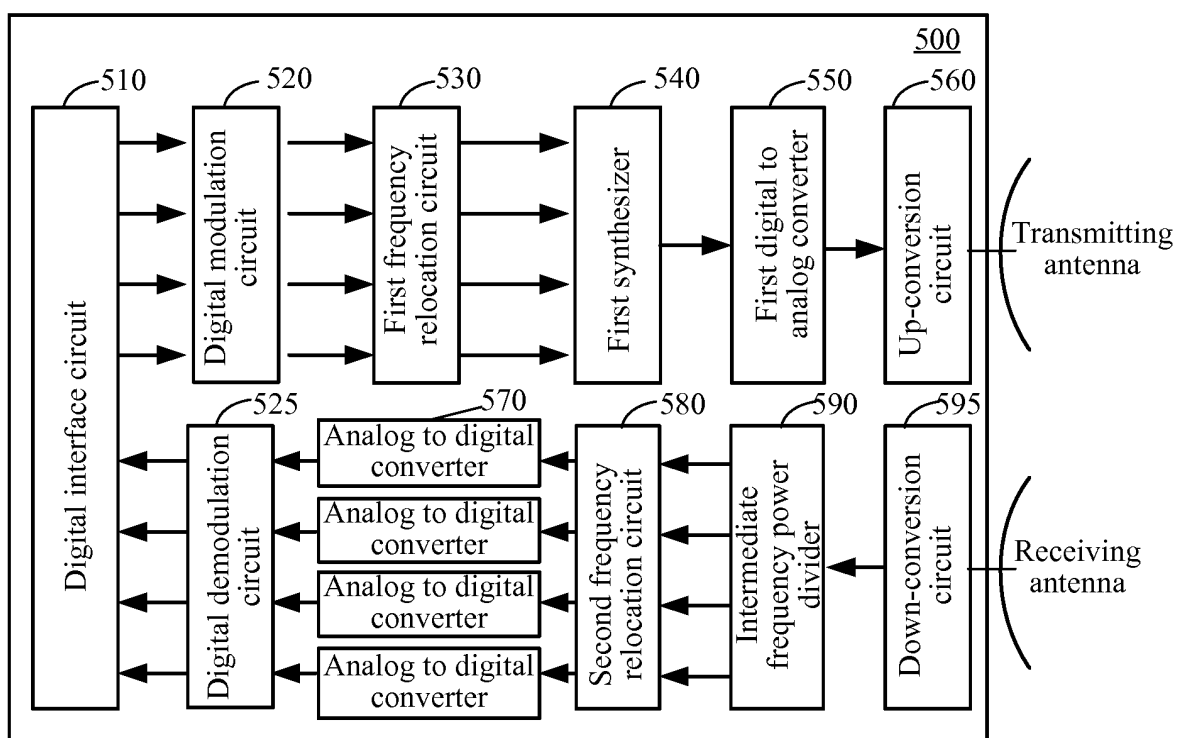 500
510
520
530
540
550
560
Digital interface circuit
Digital modulation
circuit
First frequency
relocation circuit
First synthesizer
First digital to
analog converter
Up-conversion
circuit
Transmitting
antenna
525
570
580
590
595
Digital demodulation
circuit
Analog to digital
converter
Analog to digital
converter
Analog to digital
converter
Analog to digital
converter
Second frequency
relocation circuit
Intermediate
frequency power
divider
Down-conversion
circuit
Receiving
antenna